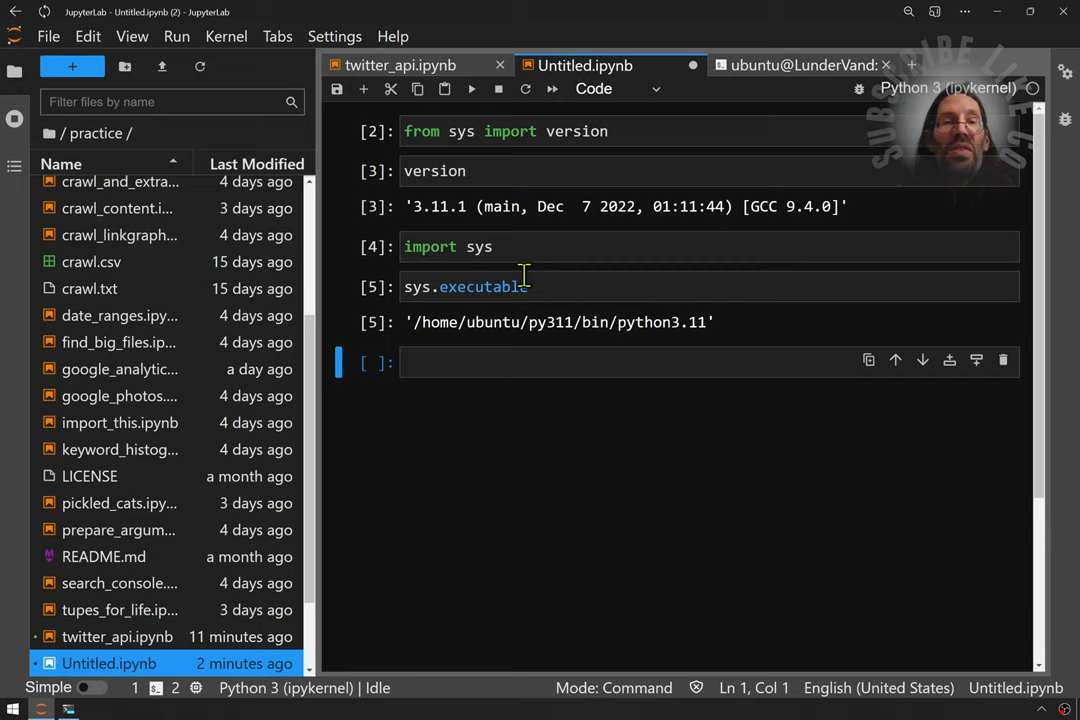 JupyterLab - Untitled.ipynb (2) - JupyterLab
File Edit View Run Kernel Tabs Settings Help
twitter_api.ipynb
Untitled.ipynb
ubuntu@LunderVand:
Filter files by name
Code
Python 3 (ipykernel)
SUBSCRIBE LIKE CO
/ practice /
Name Last Modified
crawl_and_extra... 4 days ago
crawl_content.i... 3 days ago
crawl_linkgraph... 4 days ago
crawl.csv 15 days ago
crawl.txt 15 days ago
date_ranges.ipy... 4 days ago
find_big_files.ip... 4 days ago
google_analytic... a day ago
google_photos.... 4 days ago
import_this.ipynb 4 days ago
keyword_histog... 4 days ago
LICENSE a month ago
pickled_cats.ipy... 3 days ago
prepare_argum... 4 days ago
README.md a month ago
search_console.... 4 days ago
tupes_for_life.ip... 3 days ago
twitter_api.ipynb 11 minutes ago
Untitled.ipynb 2 minutes ago
[2]: from sys import version
[3]: version
[3]: '3.11.1 (main, Dec  7 2022, 01:11:44) [GCC 9.4.0]'
[4]: import sys
[5]: sys.executable
[5]: '/home/ubuntu/py311/bin/python3.11'
[ ]:
Simple 1 2 Python 3 (ipykernel) | Idle Mode: Command Ln 1, Col 1 English (United States) Untitled.ipynb